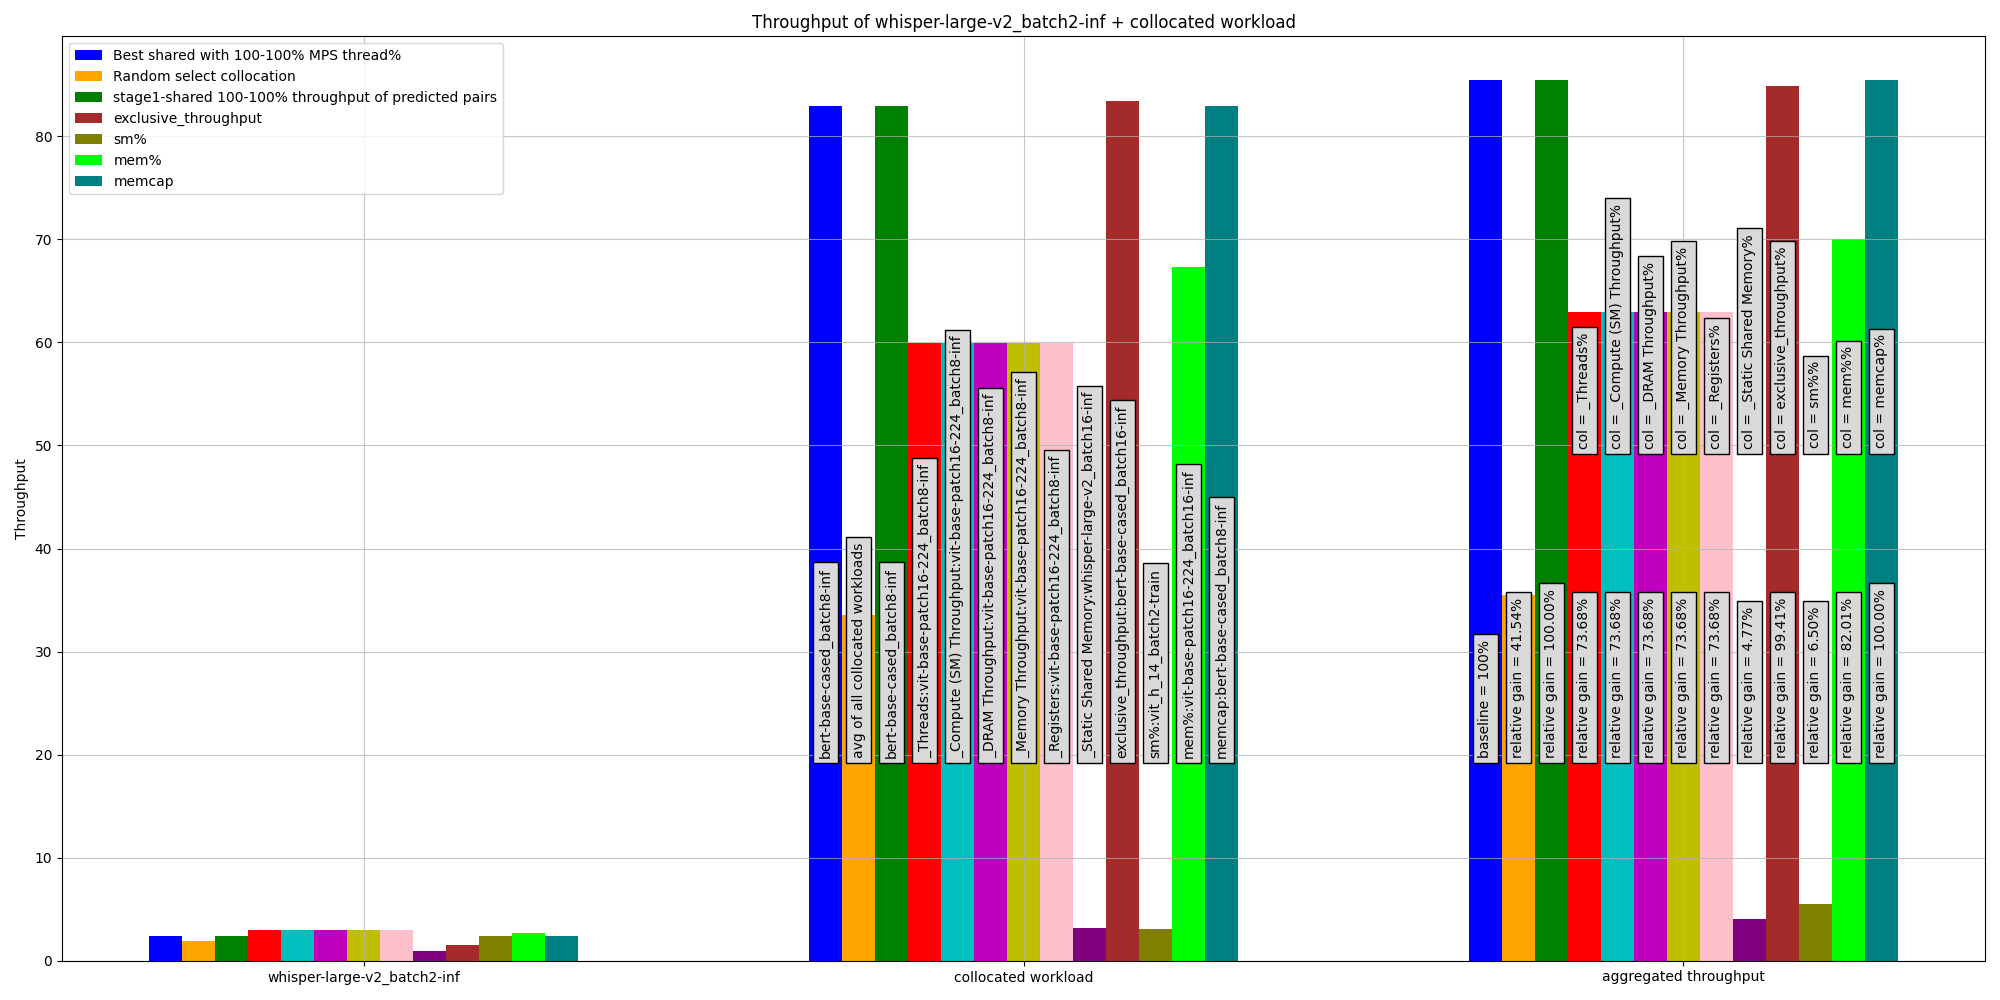 Throughput of whisper-large-v2_batch2-inf + collocated workload
Best shared with 100-100% MPS thread%
Random select collocation
stage1-shared 100-100% throughput of predicted pairs
exclusive_throughput
sm%
mem%
memcap
Throughput
80
70
60
50
40
30
20
10
0
bert-base-cased_batch8-inf
avg of all collocated workloads
bert-base-cased_batch8-inf
_Threads:vit-base-patch16-224_batch8-inf
_Compute (SM) Throughput:vit-base-patch16-224_batch8-inf
_DRAM Throughput:vit-base-patch16-224_batch8-inf
_Memory Throughput:vit-base-patch16-224_batch8-inf
_Registers:vit-base-patch16-224_batch8-inf
_Static Shared Memory:whisper-large-v2_batch16-inf
exclusive_throughput:bert-base-cased_batch16-inf
sm%:vit_h_14_batch2-train
mem%:vit-base-patch16-224_batch16-inf
memcap:bert-base-cased_batch8-inf
col = _Threads%
col = _Compute (SM) Throughput%
col = _DRAM Throughput%
col = _Memory Throughput%
col = _Registers%
col = _Static Shared Memory%
col = exclusive_throughput%
col = sm%%
col = mem%%
col = memcap%
baseline = 100%
relative gain = 41.54%
relative gain = 100.00%
relative gain = 73.68%
relative gain = 73.68%
relative gain = 73.68%
relative gain = 73.68%
relative gain = 73.68%
relative gain = 4.77%
relative gain = 99.41%
relative gain = 6.50%
relative gain = 82.01%
relative gain = 100.00%
whisper-large-v2_batch2-inf
collocated workload
aggregated throughput